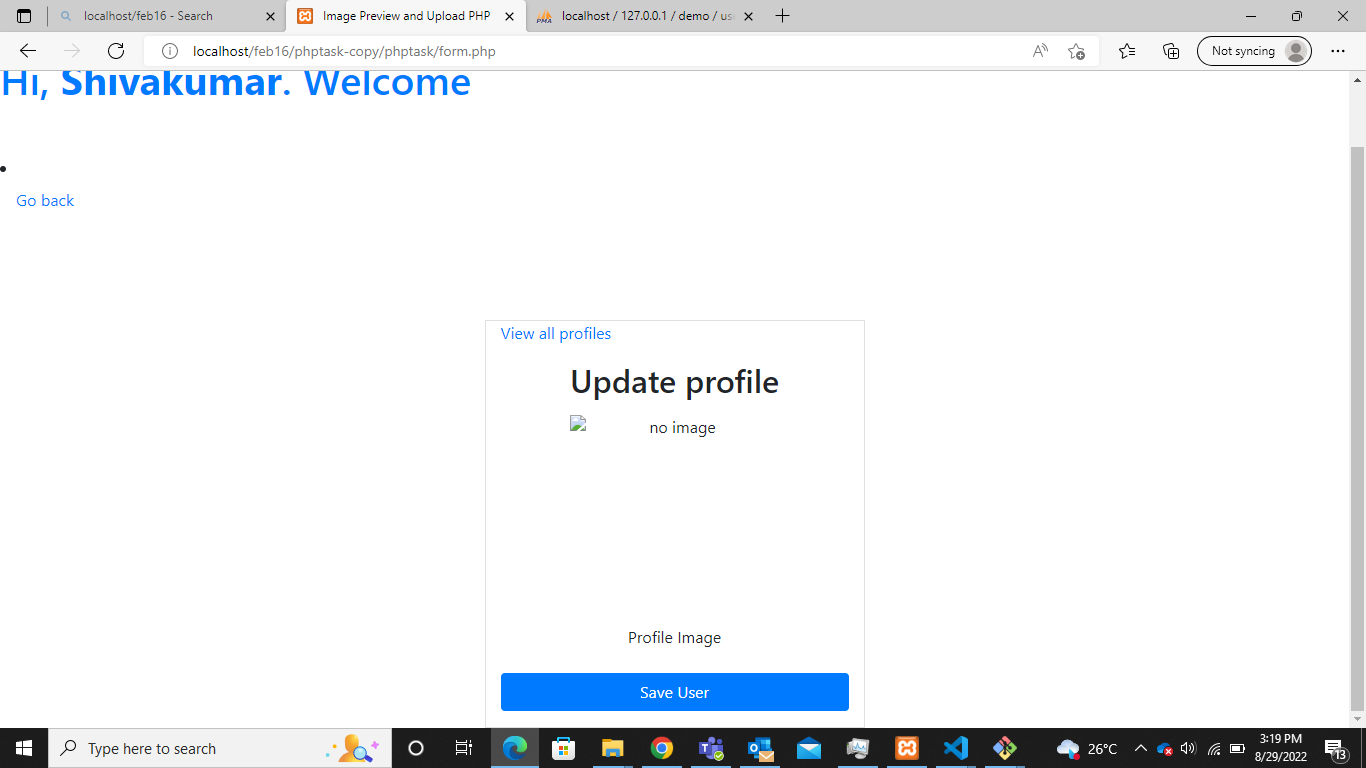 localhost/feb16 - Search
Image Preview and Upload PHP
PMA
localhost / 127.0.0.1 / demo / us
localhost/feb16/phptask-copy/phptask/form.php
Not syncing
Hi, Shivakumar. Welcome
Go back
View all profiles
Update profile
no image
Profile Image
Save User
Type here to search
26°C
3:19 PM
8/29/2022
13